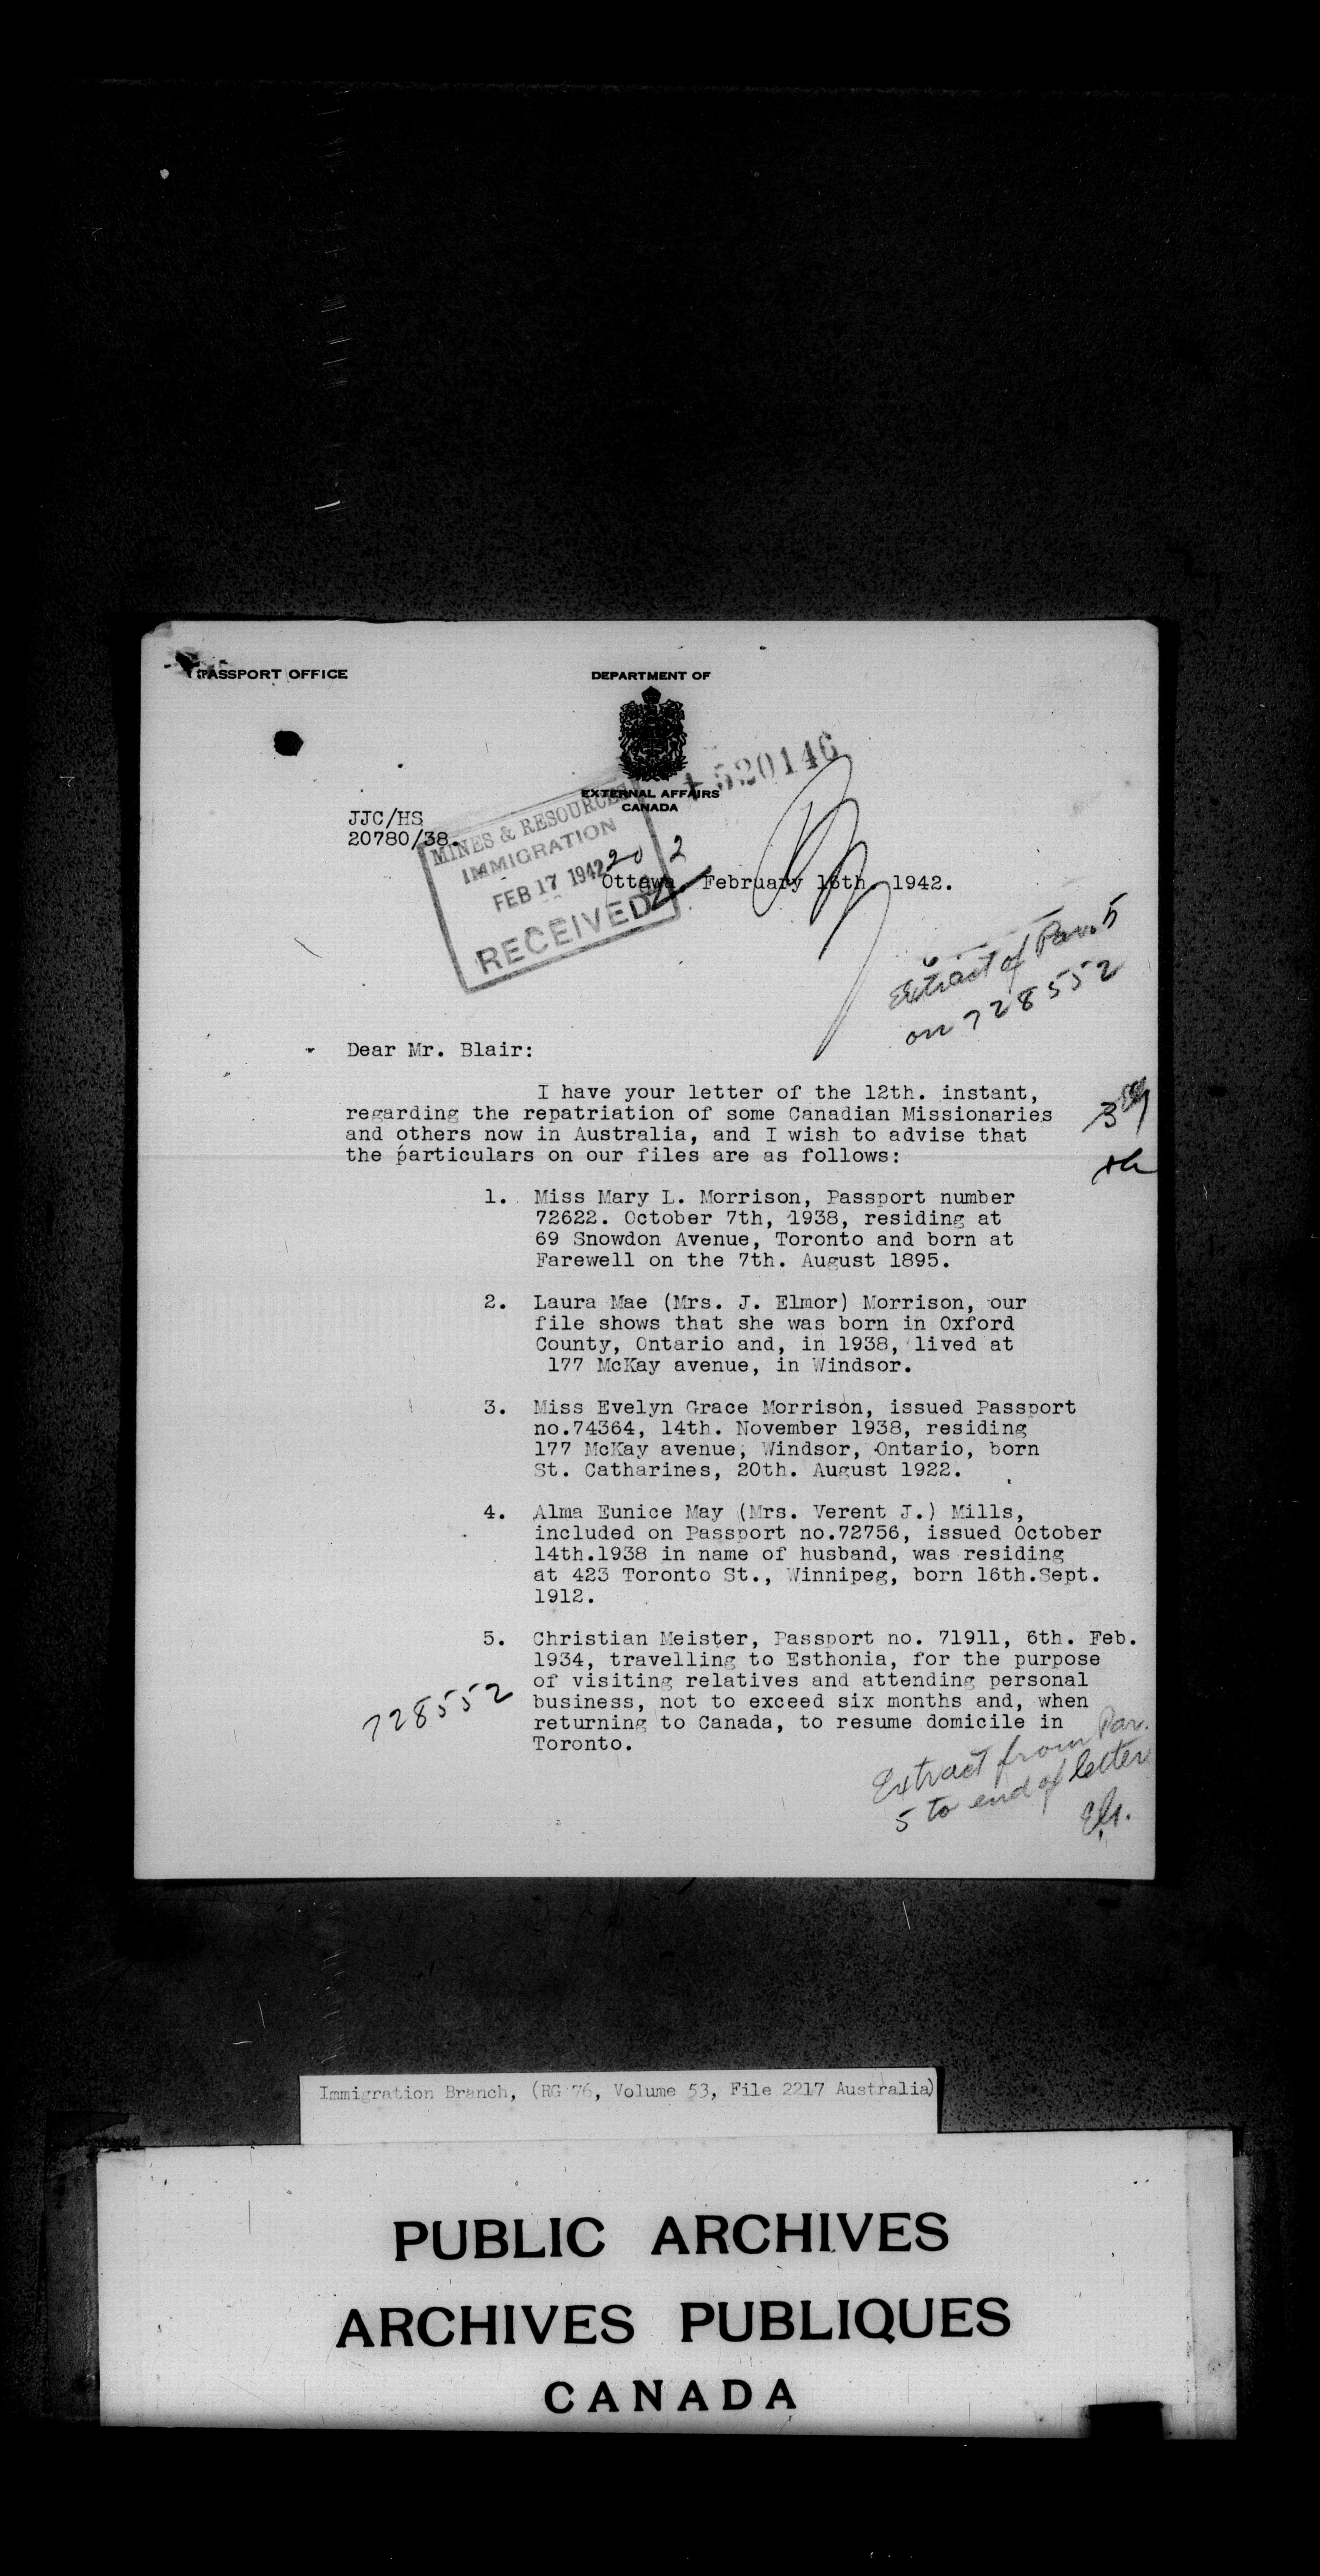 PASSPORT OFFICE
DEPARTMENT OF
EXTERNAL AFFAIRS
CANADA
520146
JJC/HS
20780/38.
MINES & RESOURCES
IMMIGRATION
FEB 17 1942
RECEIVED
20 2
Ottawa February 16th. 1942.
Extract of Par. 5
on 728552
Dear Mr. Blair:
I have your letter of the 12th. instant,
regarding the repatriation of some Canadian Missionaries
and others now in Australia, and I wish to advise that
the particulars on our files are as follows:
1. Miss Mary L. Morrison, Passport number
72622. October 7th, 1938, residing at
69 Snowdon Avenue, Toronto and born at
Farewell on the 7th. August 1895.
2. Laura Mae (Mrs. J. Elmor) Morrison, our
file shows that she was born in Oxford
County, Ontario and, in 1938, lived at
177 McKay avenue, in Windsor.
3. Miss Evelyn Grace Morrison, issued Passport
no.74364, 14th. November 1938, residing
177 McKay avenue, Windsor, Ontario, born
St. Catharines, 20th. August 1922.
4. Alma Eunice May (Mrs. Verent J.) Mills,
included on Passport no.72756, issued October
14th.1938 in name of husband, was residing
at 423 Toronto St., Winnipeg, born 16th.Sept.
1912.
5. Christian Meister, Passport no. 71911, 6th. Feb.
1934, travelling to Esthonia, for the purpose
of visiting relatives and attending personal
business, not to exceed six months and, when
returning to Canada, to resume domicile in
Toronto.
728552
Extract from Par.
5 to end of letter
Immigration Branch, (RG 76, Volume 53, File 2217 Australia)
PUBLIC ARCHIVES
ARCHIVES PUBLIQUES
CANADA